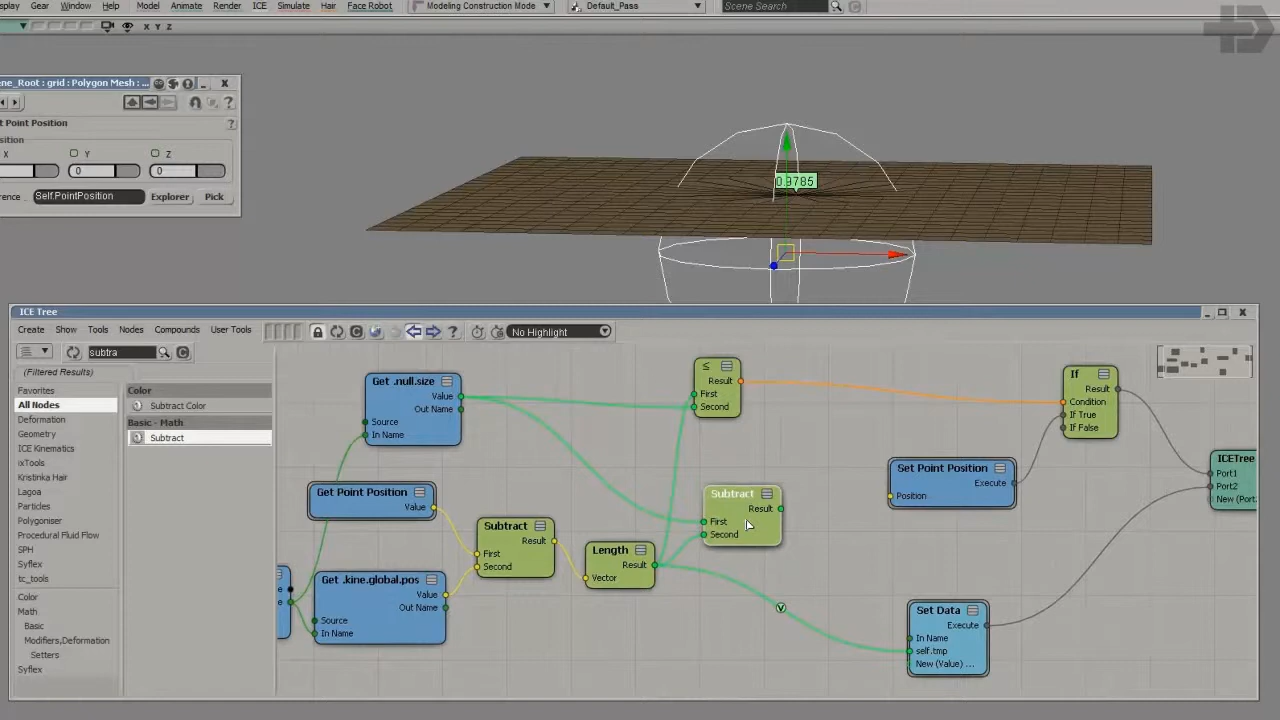 splay Game Window Help Model Animate Render ICE Simulate Hair Face Robot Modeling Construction Mode Default_Pass Scene Search
X Y Z
ene_Root : grid : Polygon Mesh : ...
t Point Position
osition
X Y Z
0 0
rence Self.PointPosition Explorer Pick
0.9785
ICE Tree
Create Show Tools Nodes Compounds User Tools No Highlight
subtra
(Filtered Results)
Favorites
All Nodes
Deformation
Geometry
ICE Kinematics
ixTools
Kristinka Hair
Lagoa
Particles
Polygoniser
Procedural Fluid Flow
SPH
Syflex
tc_tools
Color
Math
Basic
Modifiers,Deformation
Setters
Syflex
Color
Subtract Color
Basic - Math
Subtract
Get .null.size
Value
Out Name
Source
In Name
Get Point Position
Value
Get .kine.global.pos
Value
Out Name
Source
In Name
Subtract
Result
First
Second
Length
Result
Vector
≤
Result
First
Second
Subtract
Result
First
Second
V
Set Point Position
Execute
Position
If
Result
Condition
If True
If False
Set Data
Execute
In Name
self.tmp
New (Value) ...
ICETree
Port1
Port2
New (Port